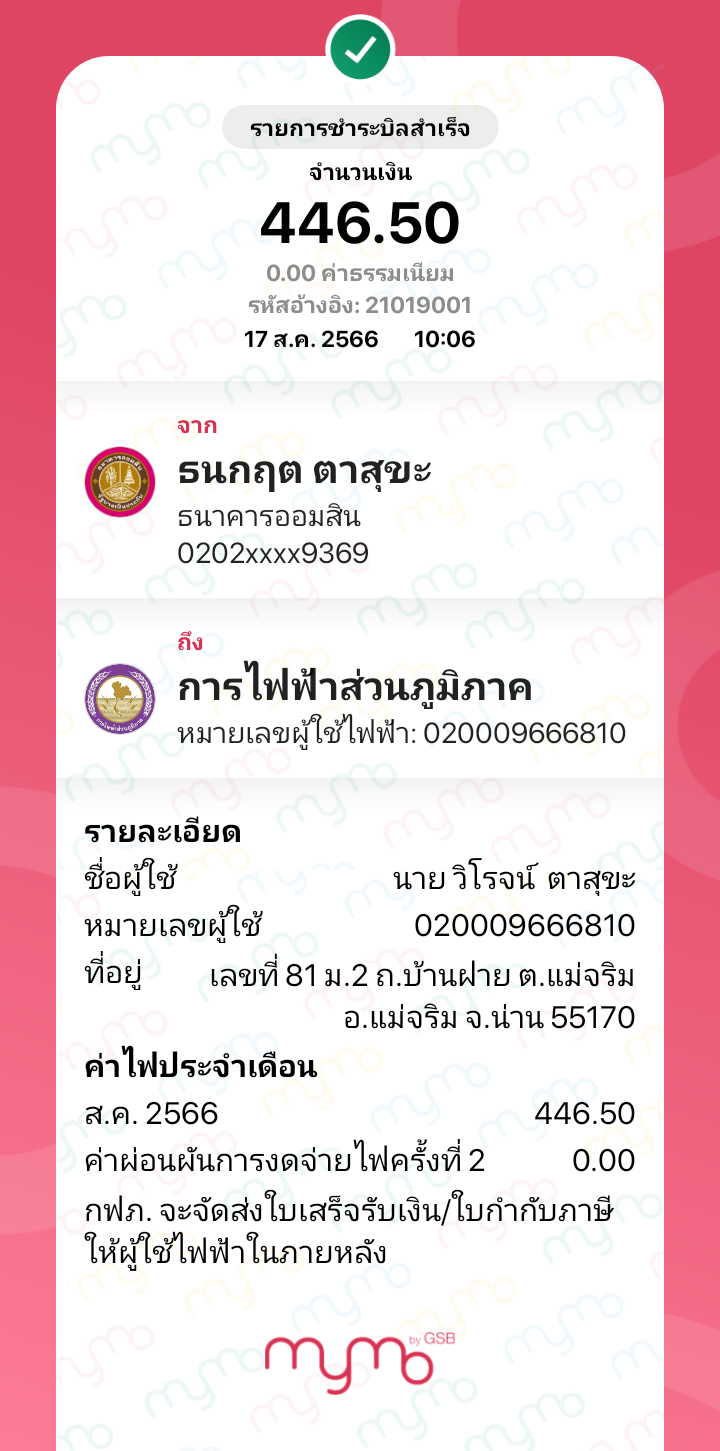 รายการชำระบิลสำเร็จ
จำนวนเงิน
446.50
0.00 ค่าธรรมเนียม
รหัสอ้างอิง: 21019001
17 ส.ค. 2566 10:06
จาก
ธนกฤต ตาสุขะ
ธนาคารออมสิน
0202xxxx9369
ถึง
การไฟฟ้าส่วนภูมิภาค
หมายเลขผู้ใช้ไฟฟ้า: 020009666810
รายละเอียด
ชื่อผู้ใช้ นาย วิโรจน์ ตาสุขะ
หมายเลขผู้ใช้ 020009666810
ที่อยู่ เลขที่ 81 ม.2 ถ.บ้านฝาย ต.แม่จริม
อ.แม่จริม จ.น่าน 55170
ค่าไฟประจำเดือน
ส.ค. 2566 446.50
ค่าผ่อนผันการงดจ่ายไฟครั้งที่ 2 0.00
กฟภ. จะจัดส่งใบเสร็จรับเงิน/ใบกำกับภาษี
ให้ผู้ใช้ไฟฟ้าในภายหลัง
mymo by GSB